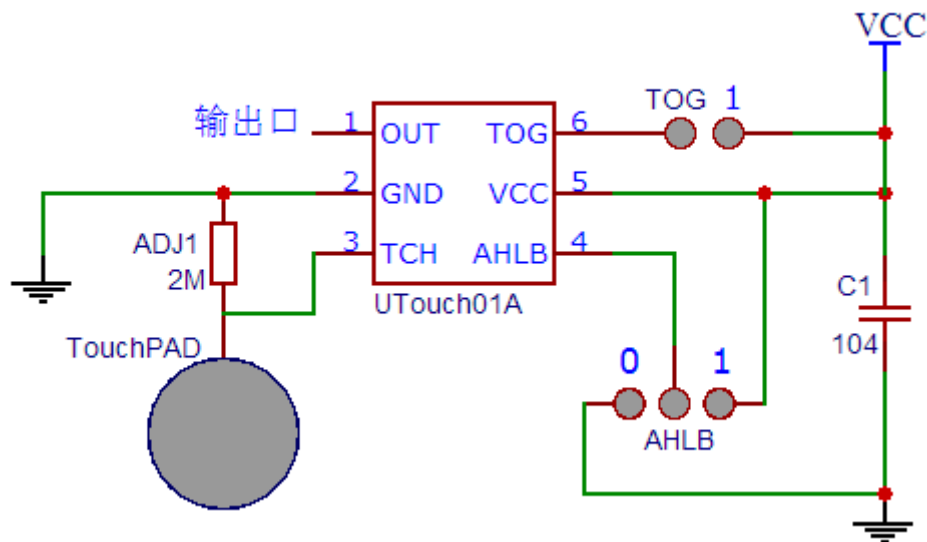 VCC
TOG 1
输出口 1 OUT TOG 6
2 GND VCC 5
ADJ1
2M
3 TCH AHLB 4
UTouch01A
C1
104
TouchPAD
0 1
AHLB